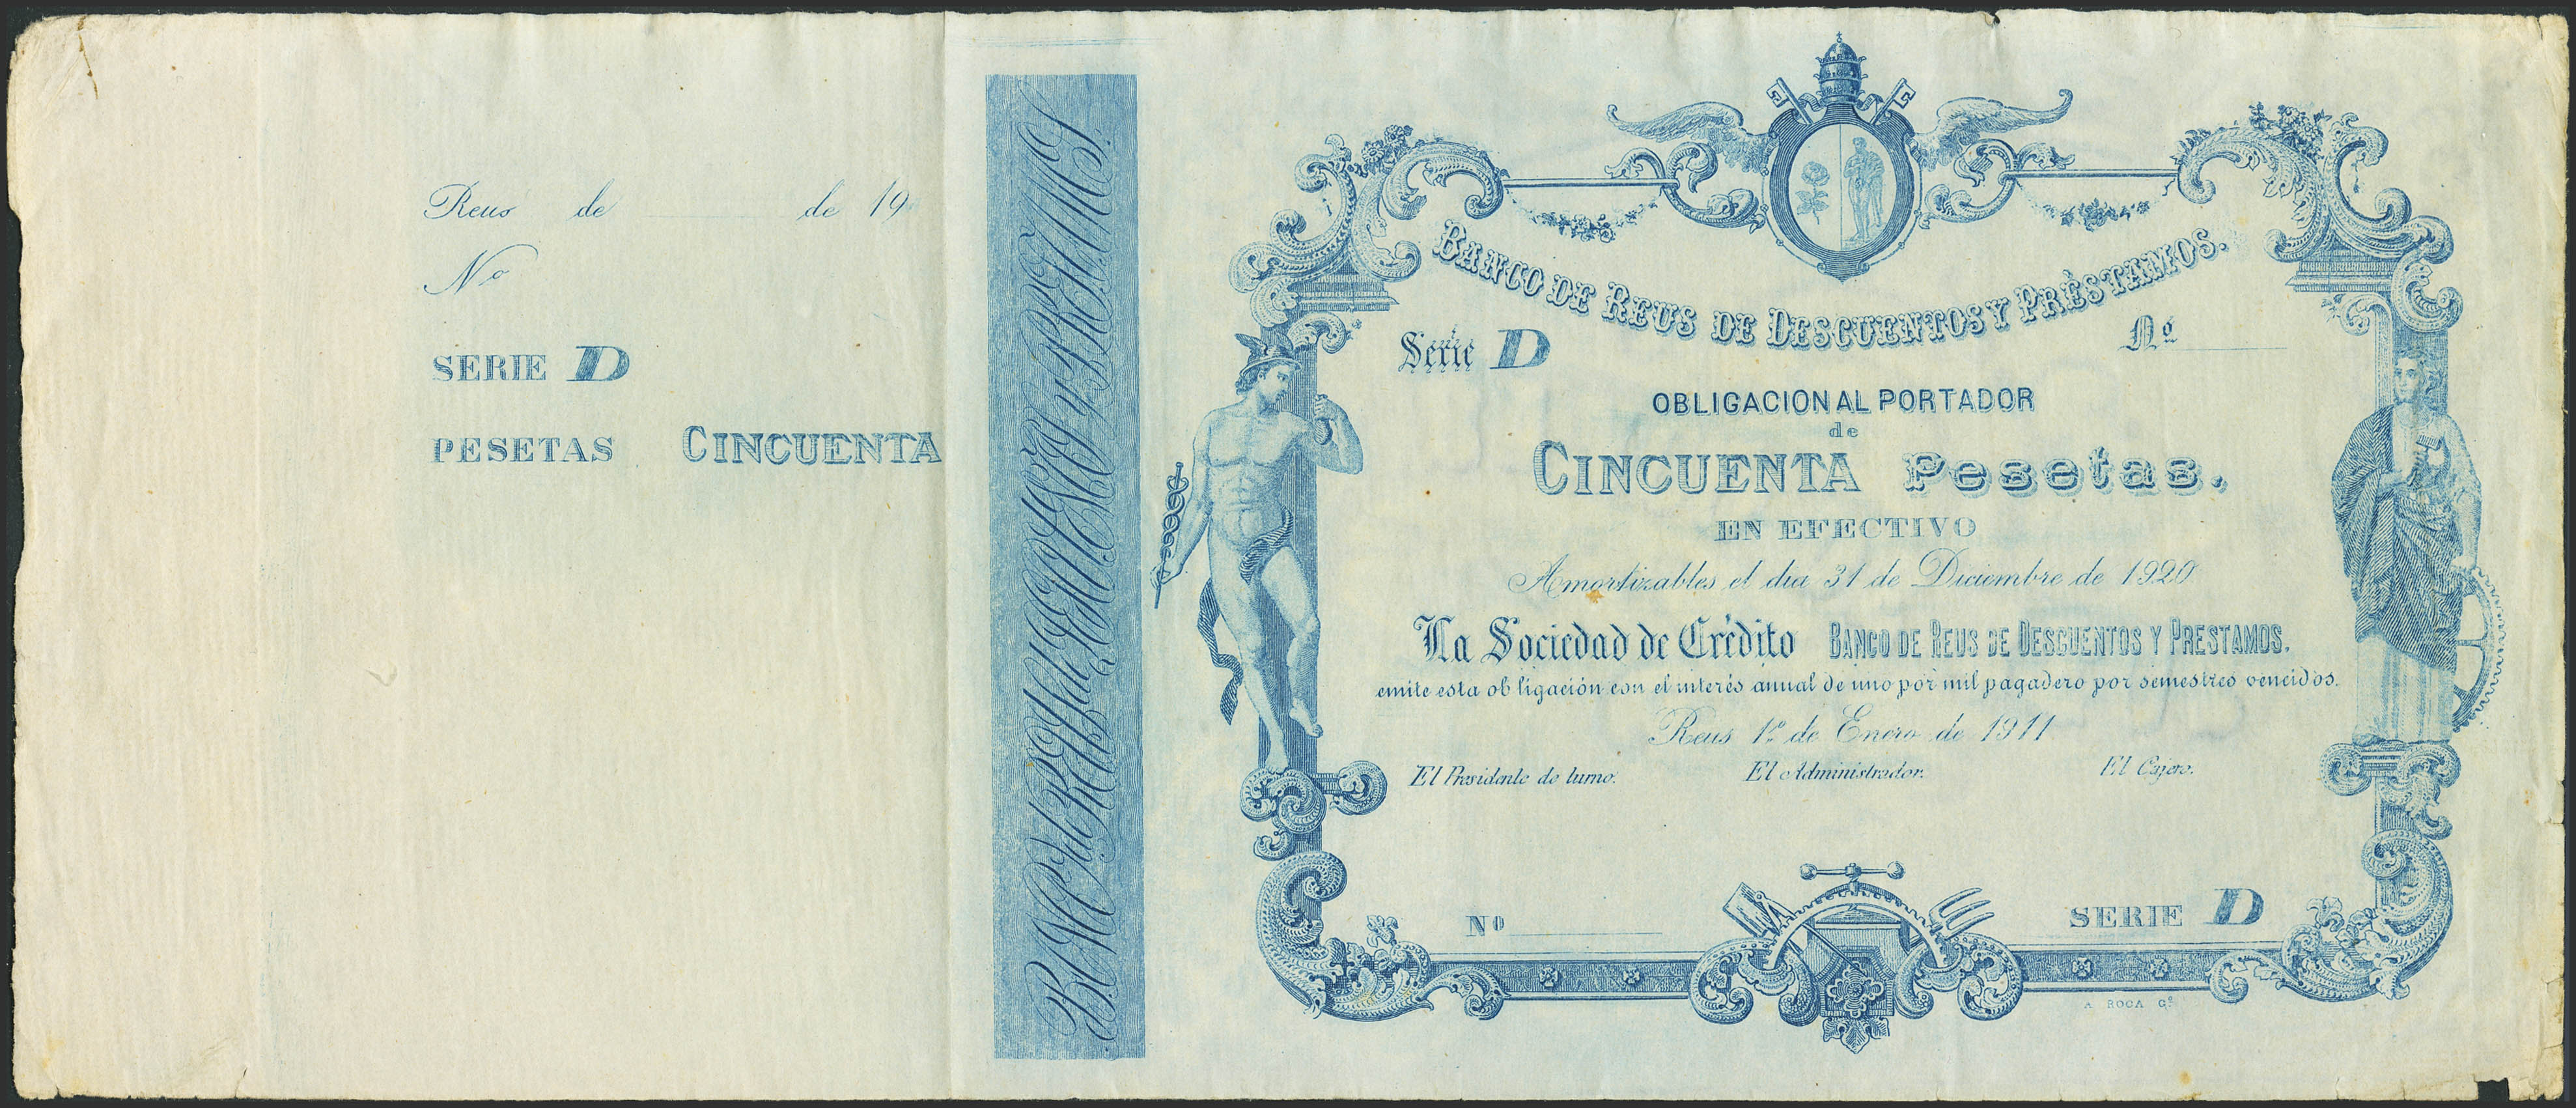 Reus de de 19
No
SERIE D
PESETAS CINCUENTA
BANCO DE REUS DE DESCUENTOS Y PRÉSTAMOS.
Serie D
Nº
OBLIGACION AL PORTADOR
de
CINCUENTA Pesetas.
EN EFECTIVO
Amortizables el dia 31 de Diciembre de 1920
La Sociedad de Crédito BANCO DE REUS DE DESCUENTOS Y PRESTAMOS.
emite esta obligación con el interés anual de uno por mil pagadero por semestres vencidos.
Reus 1º de Enero de 1911
El Presidente de turno. El Administrador. El Cajero.
Nº
SERIE D
A ROCA Gº